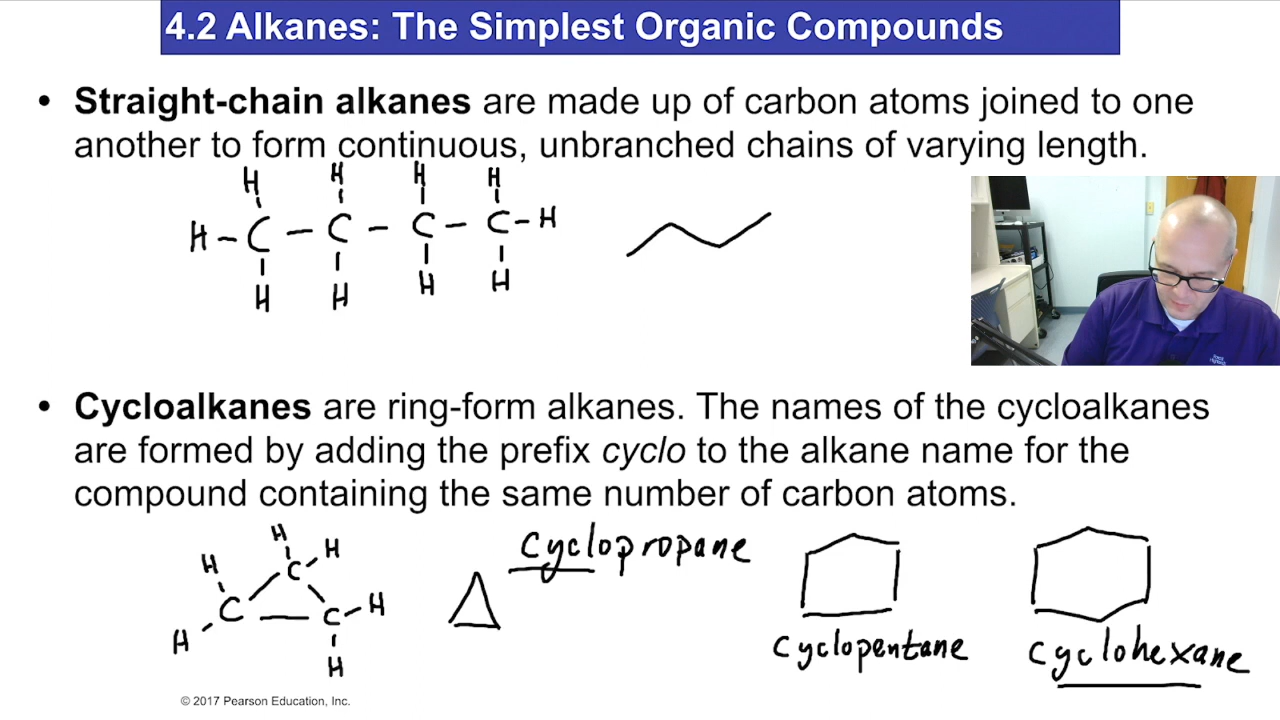 4.2 Alkanes: The Simplest Organic Compounds
• Straight-chain alkanes are made up of carbon atoms joined to one
another to form continuous, unbranched chains of varying length.
H H H H
H-C-C-C-C-H
H H H H
• Cycloalkanes are ring-form alkanes. The names of the cycloalkanes
are formed by adding the prefix cyclo to the alkane name for the
compound containing the same number of carbon atoms.
H
H
H
C
C
C
H
H
H
cyclopropane
cyclopentane
cyclohexane
© 2017 Pearson Education, Inc.